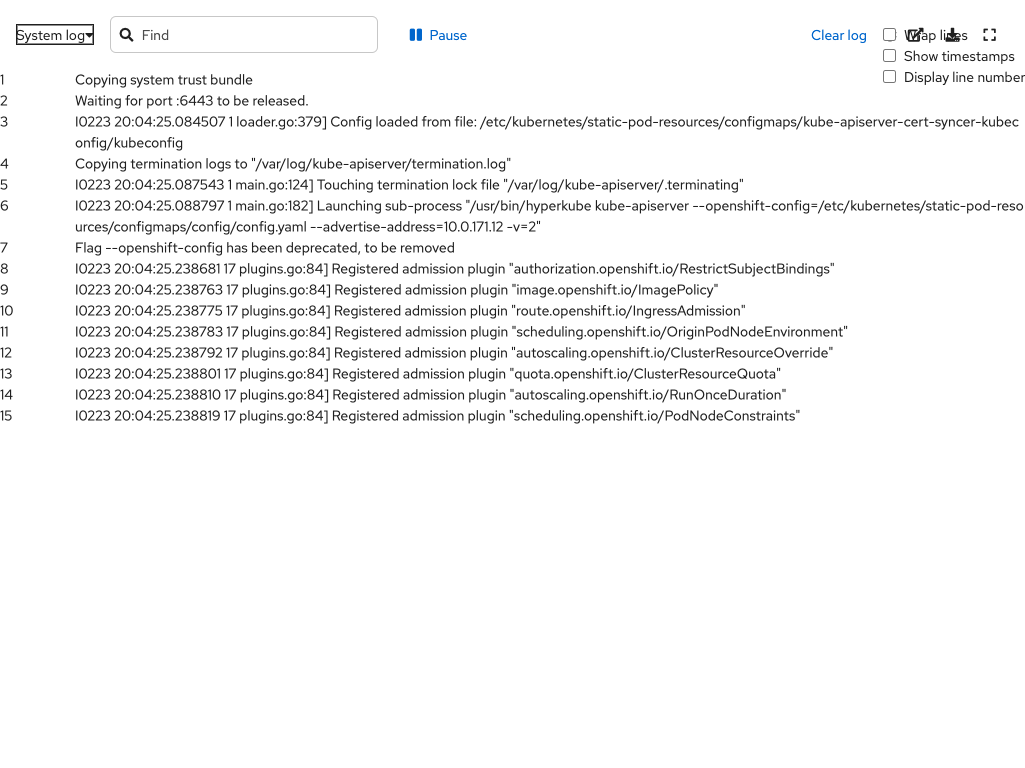 System log
Find
Pause
Clear log
Wrap lines
Show timestamps
Display line number
1 Copying system trust bundle
2 Waiting for port :6443 to be released.
3 I0223 20:04:25.084507 1 loader.go:379] Config loaded from file: /etc/kubernetes/static-pod-resources/configmaps/kube-apiserver-cert-syncer-kubec
onfig/kubeconfig
4 Copying termination logs to "/var/log/kube-apiserver/termination.log"
5 I0223 20:04:25.087543 1 main.go:124] Touching termination lock file "/var/log/kube-apiserver/.terminating"
6 I0223 20:04:25.088797 1 main.go:182] Launching sub-process "/usr/bin/hyperkube kube-apiserver --openshift-config=/etc/kubernetes/static-pod-reso
urces/configmaps/config/config.yaml --advertise-address=10.0.171.12 -v=2"
7 Flag --openshift-config has been deprecated, to be removed
8 I0223 20:04:25.238681 17 plugins.go:84] Registered admission plugin "authorization.openshift.io/RestrictSubjectBindings"
9 I0223 20:04:25.238763 17 plugins.go:84] Registered admission plugin "image.openshift.io/ImagePolicy"
10 I0223 20:04:25.238775 17 plugins.go:84] Registered admission plugin "route.openshift.io/IngressAdmission"
11 I0223 20:04:25.238783 17 plugins.go:84] Registered admission plugin "scheduling.openshift.io/OriginPodNodeEnvironment"
12 I0223 20:04:25.238792 17 plugins.go:84] Registered admission plugin "autoscaling.openshift.io/ClusterResourceOverride"
13 I0223 20:04:25.238801 17 plugins.go:84] Registered admission plugin "quota.openshift.io/ClusterResourceQuota"
14 I0223 20:04:25.238810 17 plugins.go:84] Registered admission plugin "autoscaling.openshift.io/RunOnceDuration"
15 I0223 20:04:25.238819 17 plugins.go:84] Registered admission plugin "scheduling.openshift.io/PodNodeConstraints"